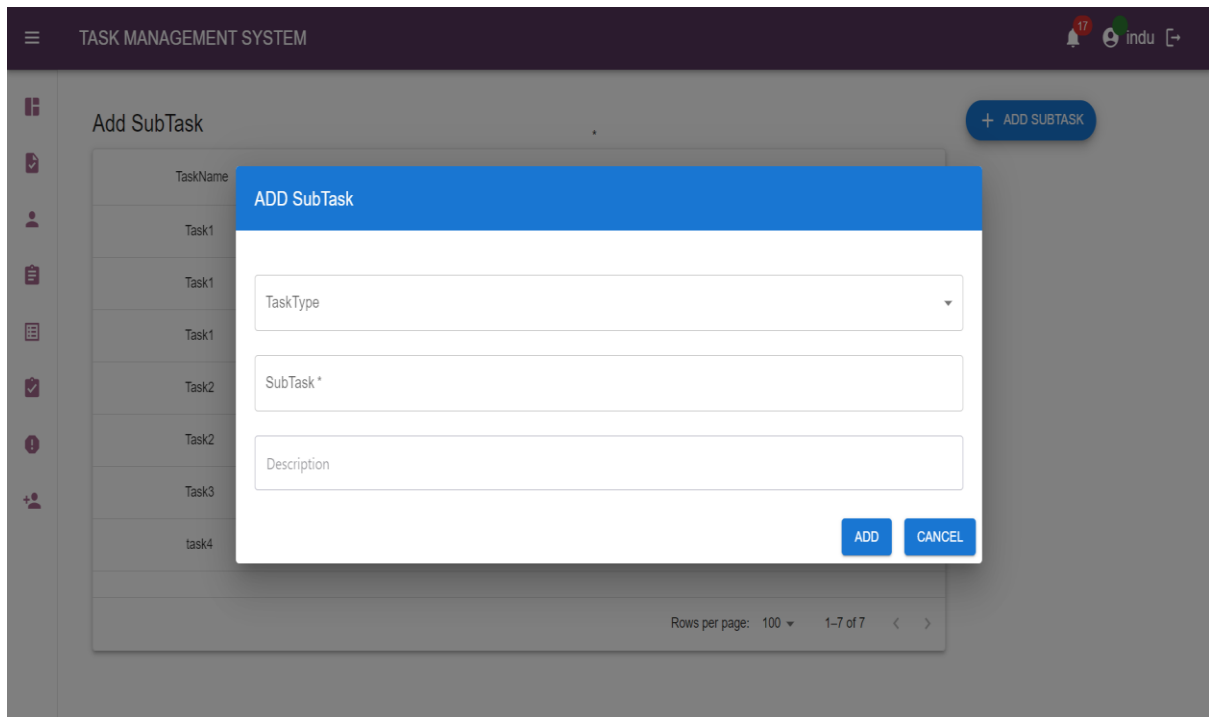 TASK MANAGEMENT SYSTEM
17
indu
Add SubTask
+ ADD SUBTASK
TaskName
ADD SubTask
Task1
Task1
TaskType
Task1
SubTask *
Task2
Task2
Description
Task3
task4
ADD
CANCEL
Rows per page: 100
1–7 of 7